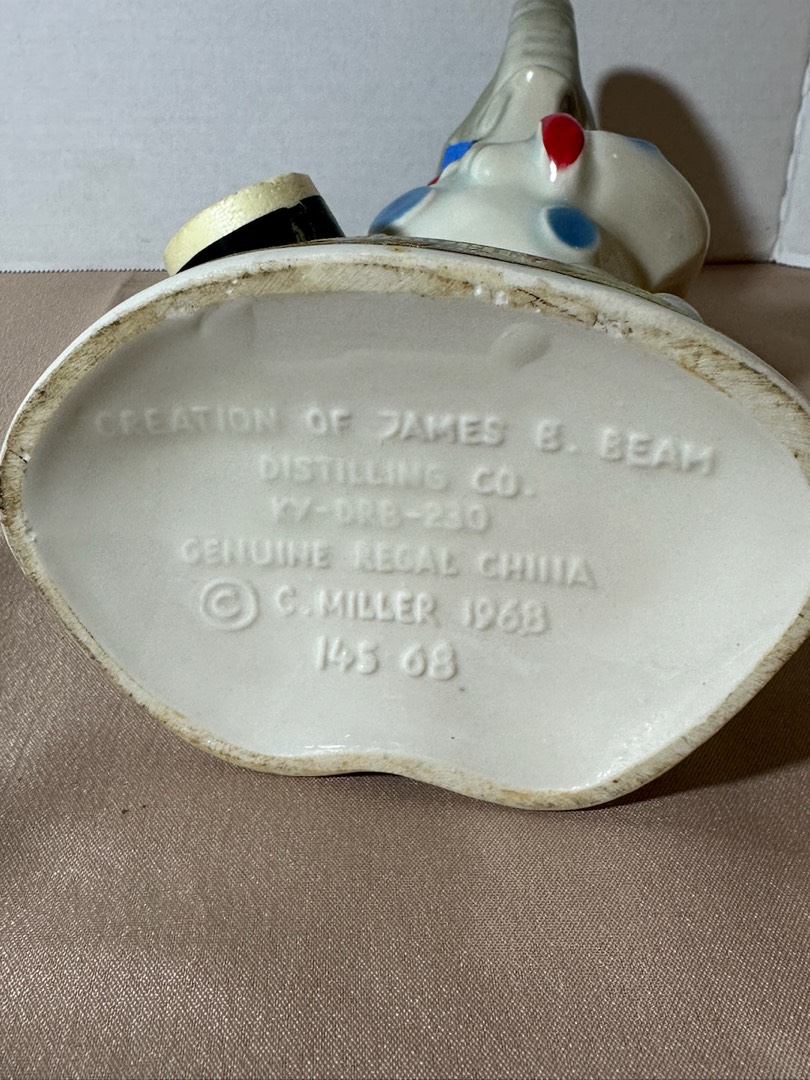 CREATION OF JAMES B. BEAM
DISTILLING CO.
KY-DRB-230
GENUINE REGAL CHINA
© C. MILLER 1968
145 68